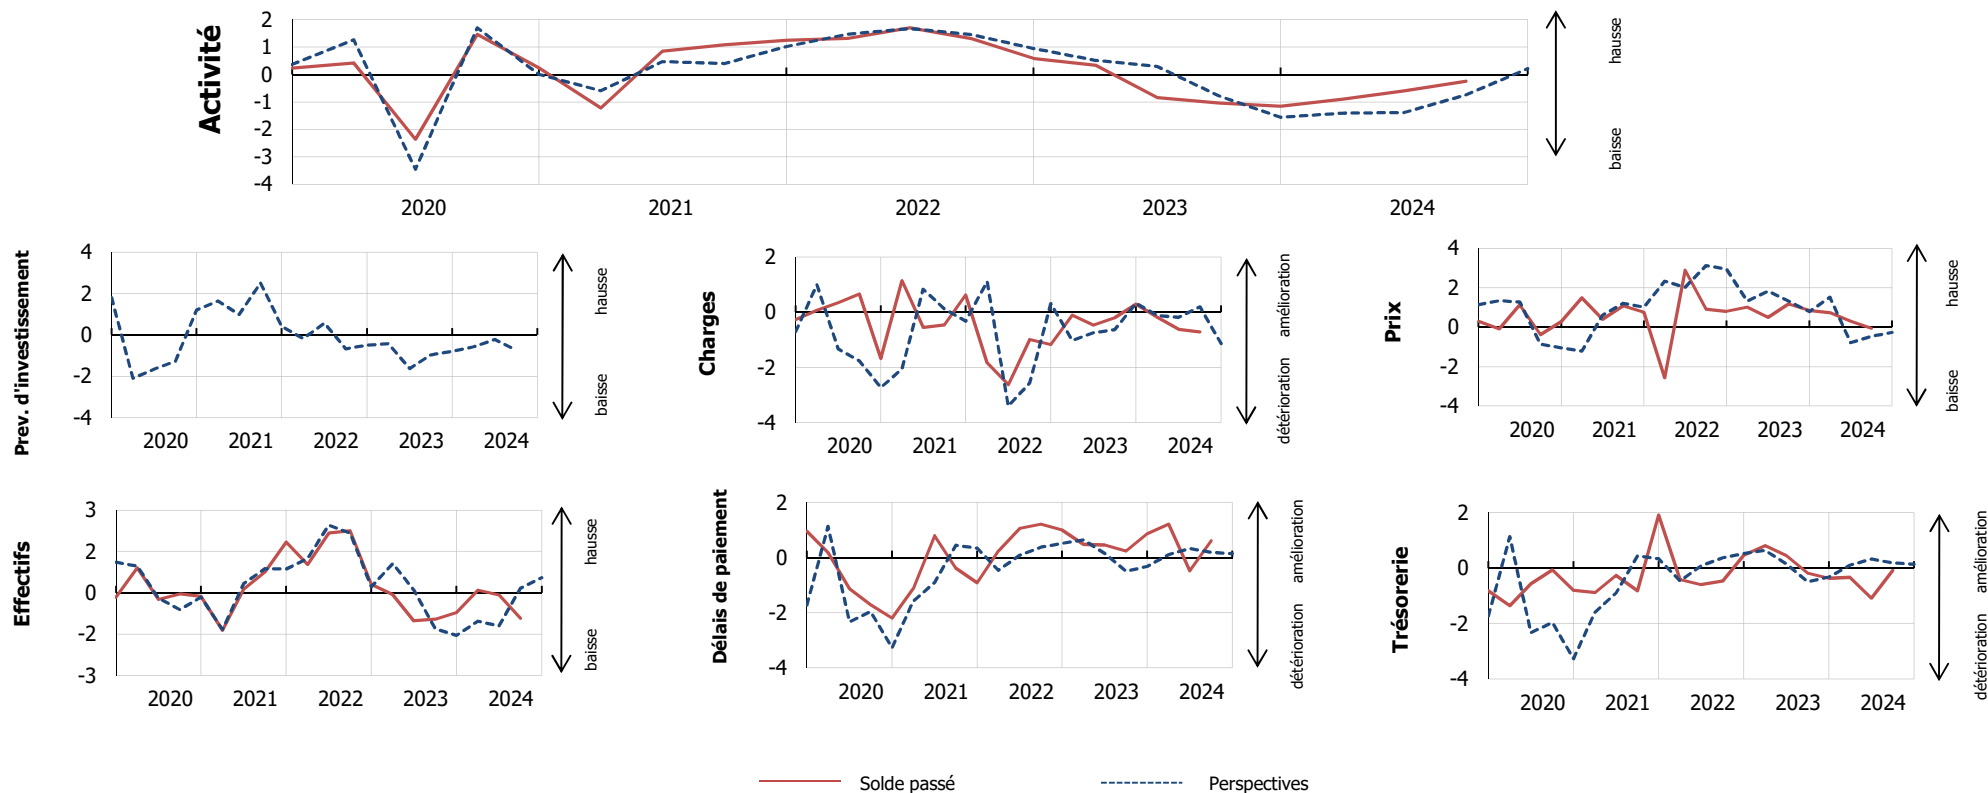 Activité
2
1
0
-1
-2
-3
-4
2020 2021 2022 2023 2024
hausse
baisse
Prev. d'investissement
4
2
0
-2
-4
2020 2021 2022 2023 2024
hausse
baisse
Charges
2
0
-2
-4
2020 2021 2022 2023 2024
amélioration
détérioration
Prix
4
2
0
-2
-4
2020 2021 2022 2023 2024
hausse
baisse
Effectifs
3
2
0
-2
-3
2020 2021 2022 2023 2024
hausse
baisse
Délais de paiement
2
0
-2
-4
2020 2021 2022 2023 2024
amélioration
détérioration
Trésorerie
2
0
-2
-4
2020 2021 2022 2023 2024
amélioration
détérioration
Solde passé Perspectives